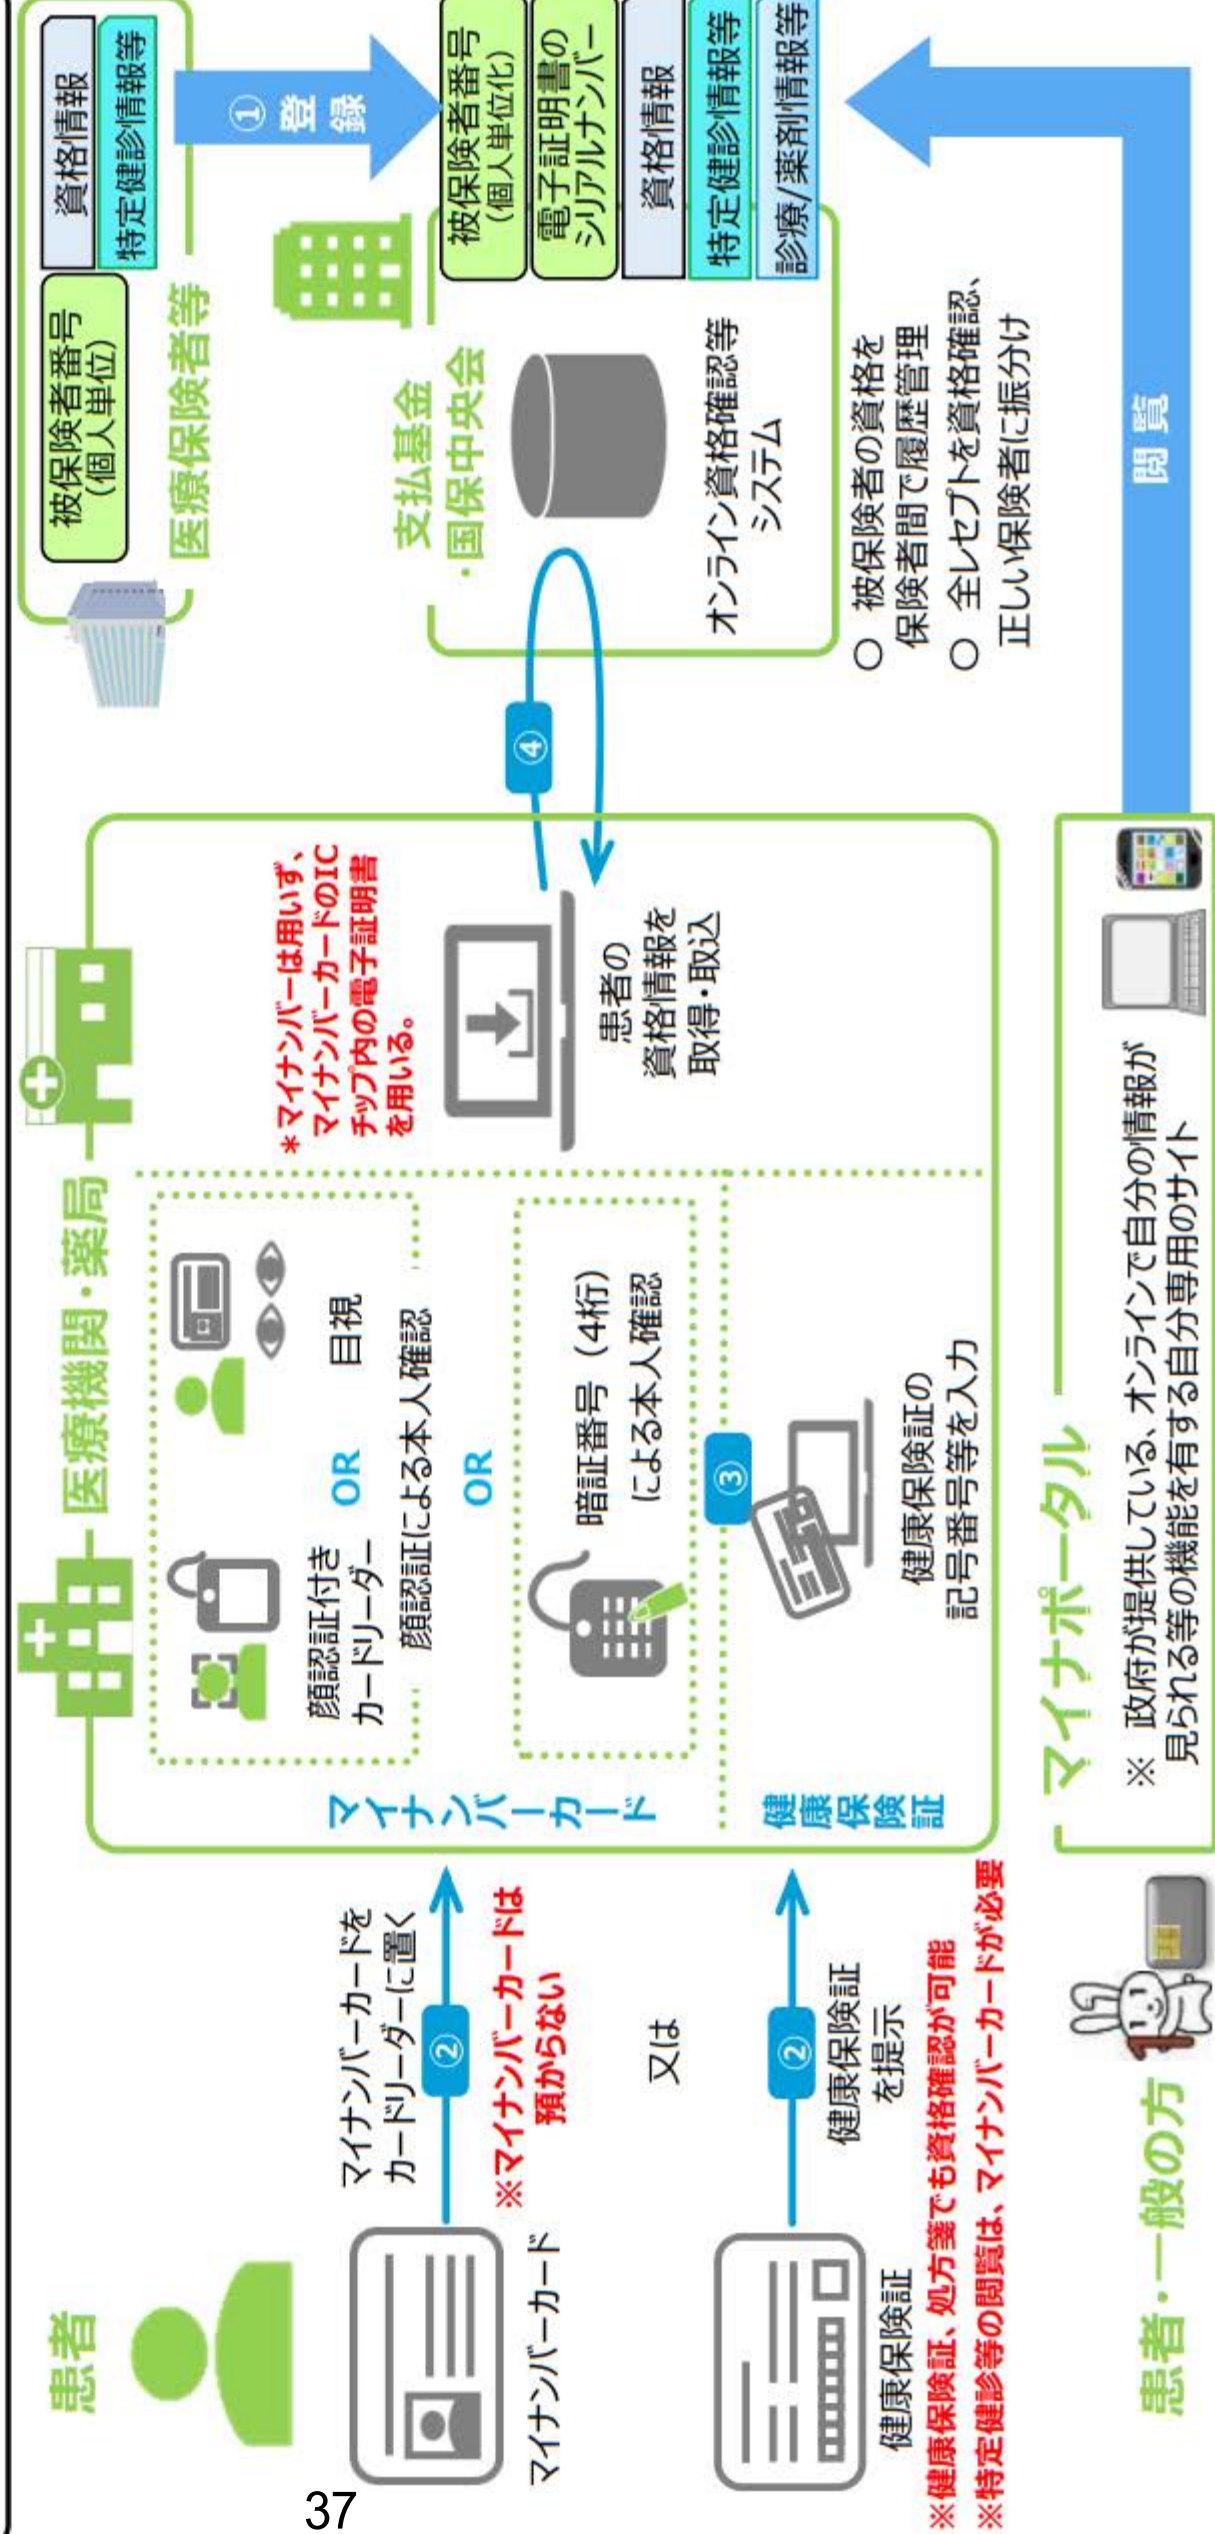 患者
マイナンバーカード
マイナンバーカードを
カードリーダーに置く
②
※マイナンバーカードは
預からない
又は
健康保険証
②
健康保険証
を提示
※健康保険証、処方箋でも資格確認が可能
※特定健診等の閲覧は、マイナンバーカードが必要
医療機関・薬局
マイナンバーカード
顔認証付き
カードリーダー
OR
目視
顔認証による本人確認
OR
暗証番号（4桁）
による本人確認
健康保険証
③
健康保険証の
記号番号等を入力
＊マイナンバーは用いず、
マイナンバーカードのIC
チップ内の電子証明書
を用いる。
患者の
資格情報を
取得・取込
④
医療保険者等
被保険者番号
（個人単位）
資格情報
特定健診情報等
①
登
録
支払基金
・国保中央会
オンライン資格確認等
システム
被保険者番号
（個人単位化）
電子証明書の
シリアルナンバー
資格情報
特定健診情報等
診療/薬剤情報等
○ 被保険者の資格を
保険者間で履歴管理
○ 全レセプトを資格確認、
正しい保険者に振分け
患者・一般の方
マイナポータル
※ 政府が提供している、オンラインで自分の情報が
見られる等の機能を有する自分専用のサイト
閲覧
37